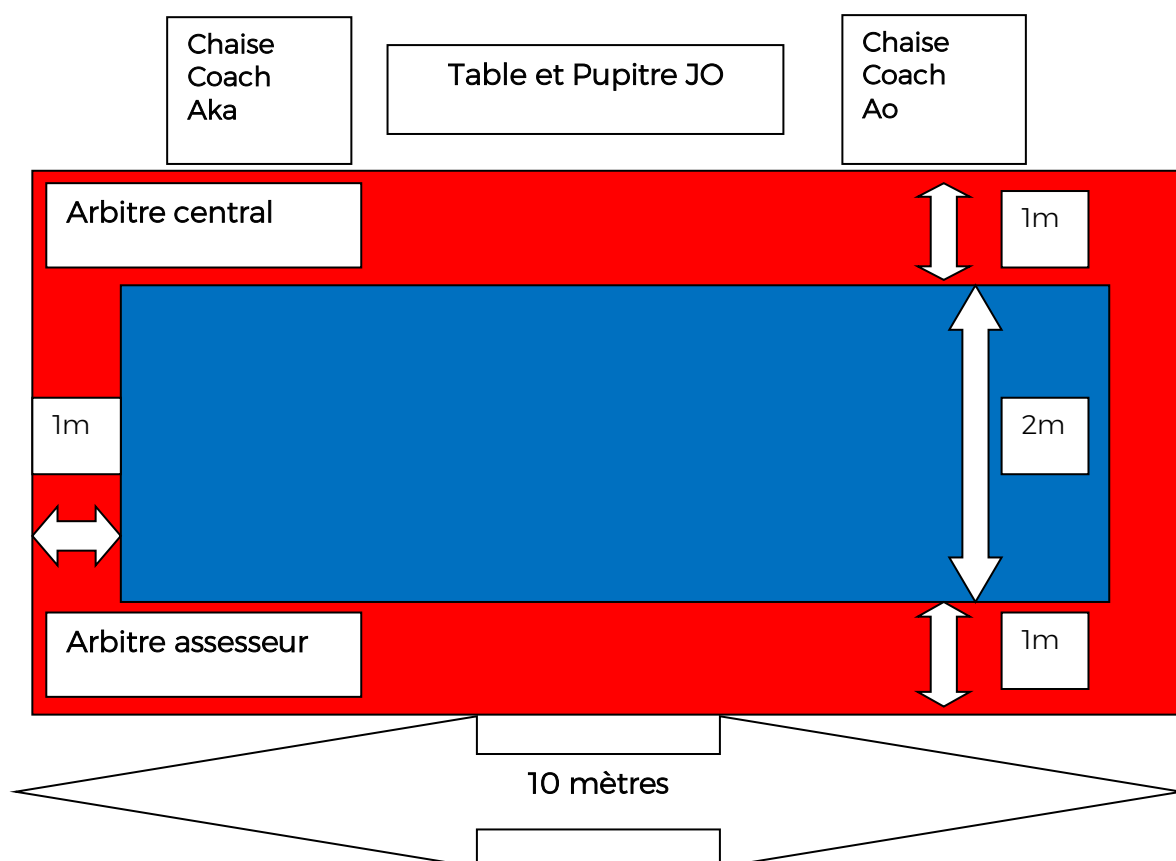 Chaise
Coach
Aka
Table et Pupitre JO
Chaise
Coach
Ao
Arbitre central
1m
1m
2m
Arbitre assesseur
1m
10 mètres